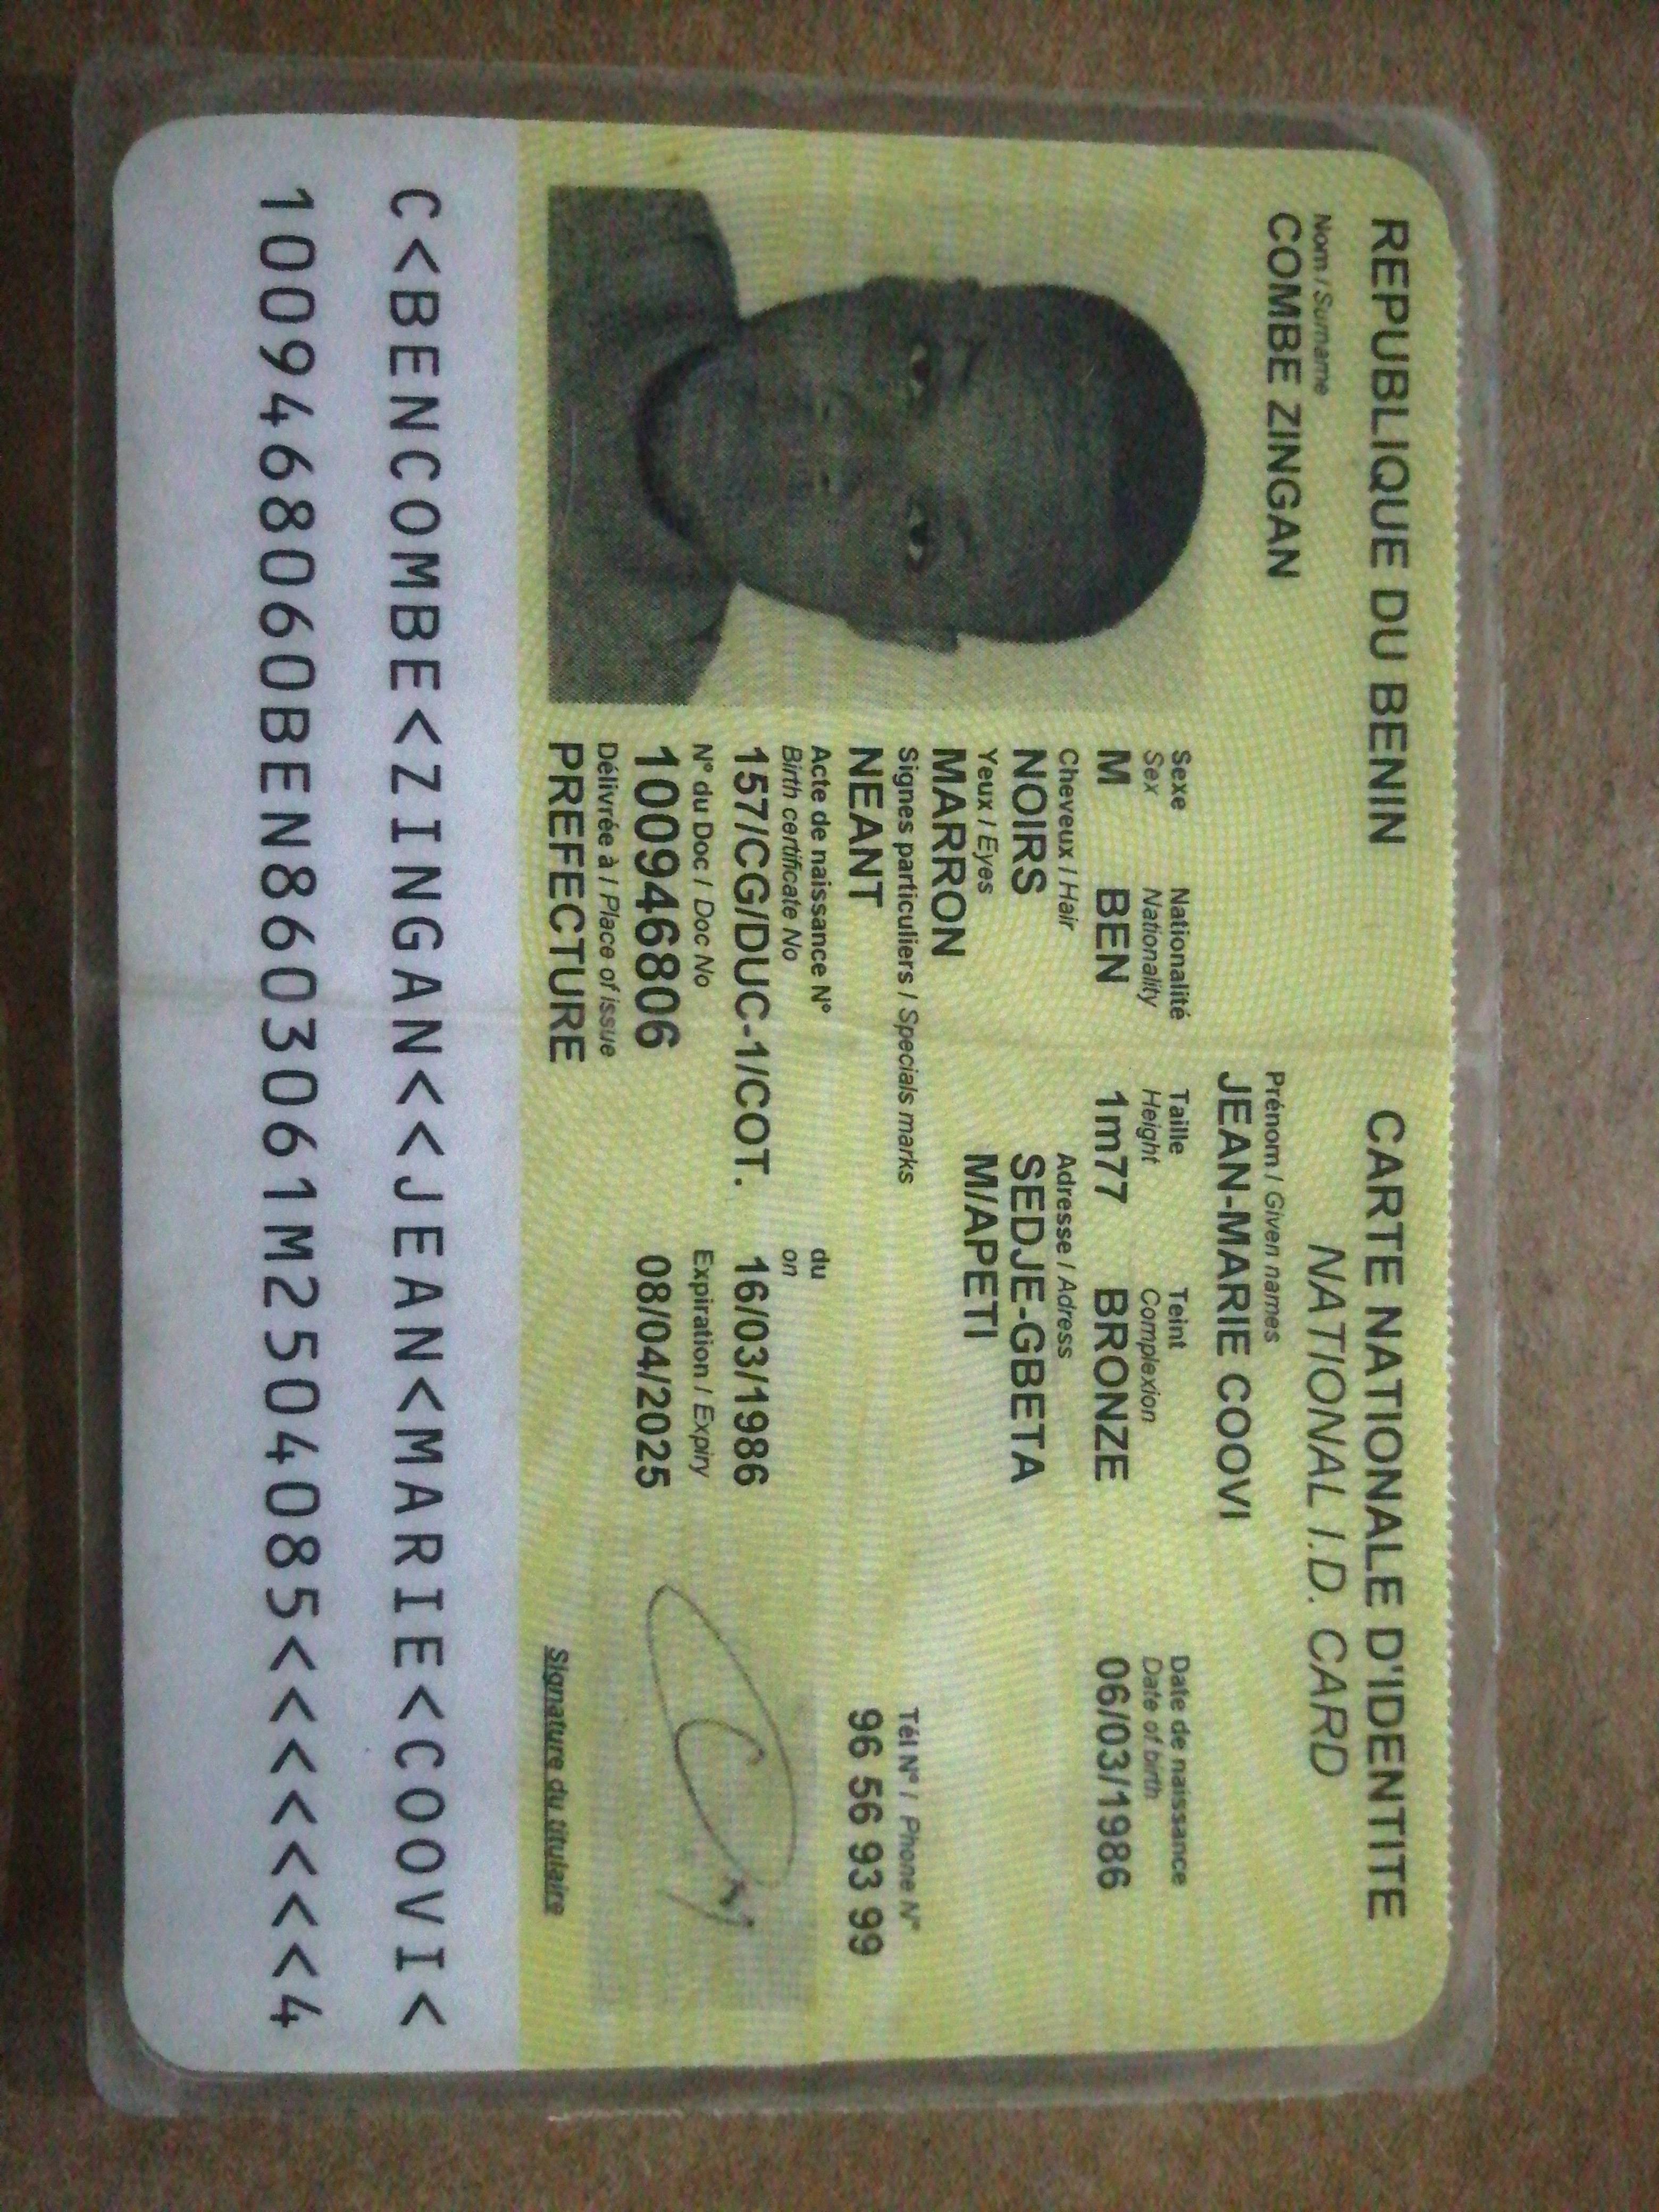 REPUBLIQUE DU BENIN
CARTE NATIONALE D'IDENTITE
NATIONAL I.D. CARD
Nom / Surname
COMBE ZINGAN
Prénom / Given names
JEAN-MARIE COOVI
Sexe Nationalité Taille Teint Date de naissance
Sex Nationality Height Complexion Date of birth
M BEN 1m77 BRONZE 06/03/1986
Cheveux / Hair Adresse / Adress
NOIRS SEDJE-GBETA
Yeux / Eyes M/APETI
MARRON
Signes particuliers / Specials marks Tél N° / Phone N°
NEANT 96 56 93 99
Acte de naissance N° du
Birth certificate No on
157/CG/DUC-1/COT. 16/03/1986
N° du Doc / Doc No Expiration / Expiry
100946806 08/04/2025
Délivrée à / Place of issue
PREFECTURE
Signature du titulaire
C<BENCOMBE<ZINGAN<<JEAN<MARIE<COOVI<
100946806060BEN8603061M2504085<<<<<<<4